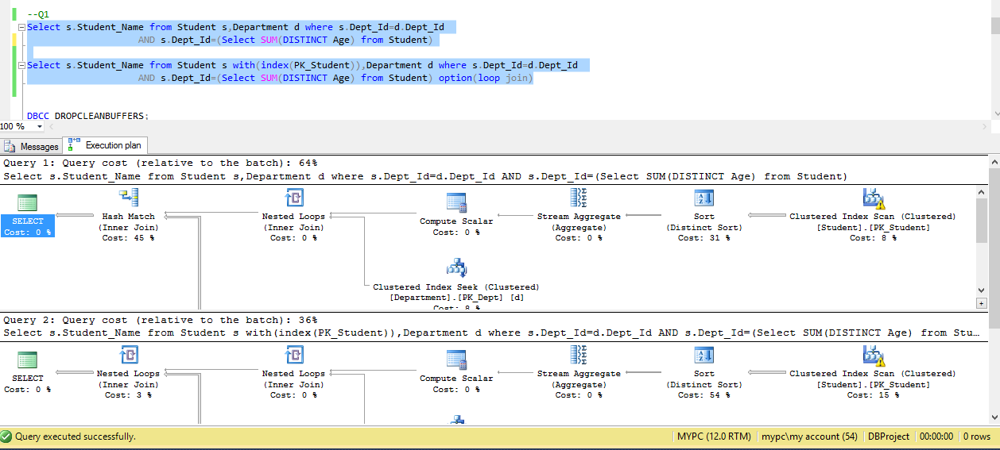 --Q1
Select s.Student_Name from Student s,Department d where s.Dept_Id=d.Dept_Id
AND s.Dept_Id=(Select SUM(DISTINCT Age) from Student)
Select s.Student_Name from Student s with(index(PK_Student)),Department d where s.Dept_Id=d.Dept_Id
AND s.Dept_Id=(Select SUM(DISTINCT Age) from Student) option(loop join)
DBCC DROPCLEANBUFFERS;
100 %
Messages Execution plan
Query 1: Query cost (relative to the batch): 64%
Select s.Student_Name from Student s,Department d where s.Dept_Id=d.Dept_Id AND s.Dept_Id=(Select SUM(DISTINCT Age) from Student)
SELECT
Cost: 0 %
Hash Match
(Inner Join)
Cost: 45 %
Nested Loops
(Inner Join)
Cost: 0 %
Compute Scalar
Cost: 0 %
Stream Aggregate
(Aggregate)
Cost: 0 %
Sort
(Distinct Sort)
Cost: 31 %
Clustered Index Scan (Clustered)
[Student].[PK_Student]
Cost: 8 %
Clustered Index Seek (Clustered)
[Department].[PK_Dept] [d]
Cost: 8 %
Query 2: Query cost (relative to the batch): 36%
Select s.Student_Name from Student s with(index(PK_Student)),Department d where s.Dept_Id=d.Dept_Id AND s.Dept_Id=(Select SUM(DISTINCT Age) from Stu...
SELECT
Cost: 0 %
Nested Loops
(Inner Join)
Cost: 3 %
Nested Loops
(Inner Join)
Cost: 0 %
Compute Scalar
Cost: 0 %
Stream Aggregate
(Aggregate)
Cost: 0 %
Sort
(Distinct Sort)
Cost: 54 %
Clustered Index Scan (Clustered)
[Student].[PK_Student]
Cost: 15 %
Query executed successfully. MYPC (12.0 RTM) mypc\my account (54) DBProject 00:00:00 0 rows